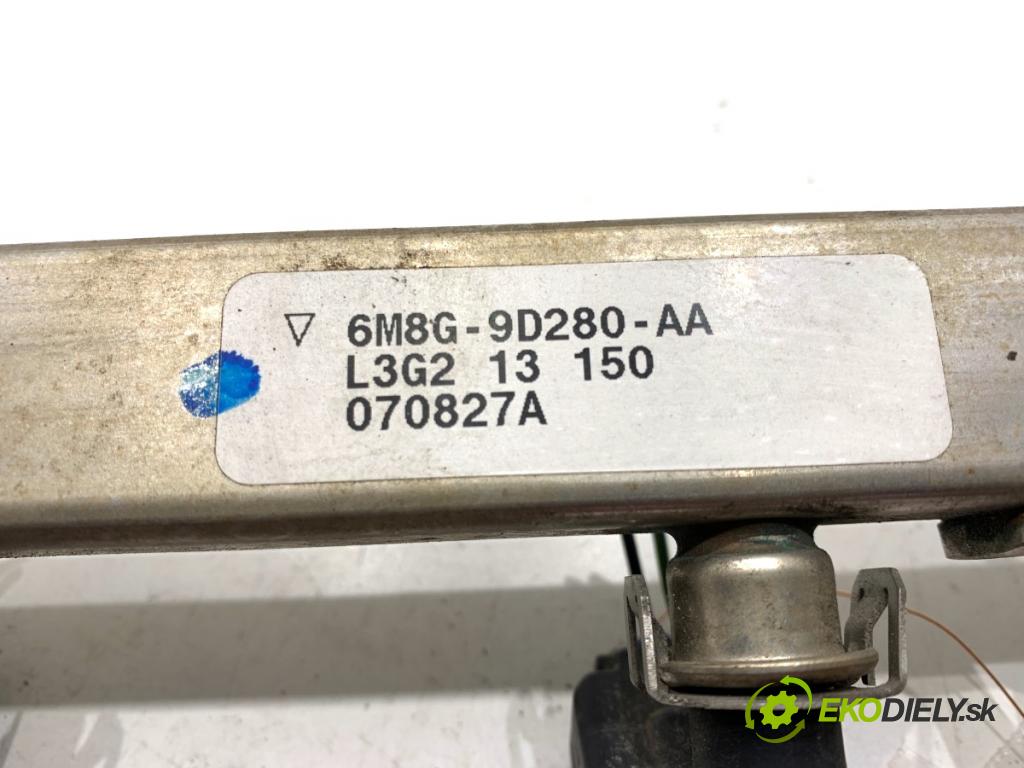 ▽ 6M8G-9D280-AA
L3G2 13 150
070827A
EKODIELY.sk